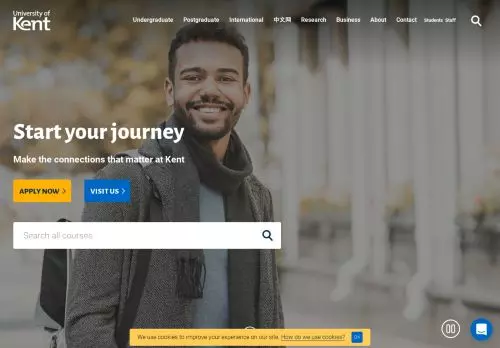 University of
Kent
Undergraduate Postgraduate International 中文网 Research Business About Contact Students Staff
Start your journey
Make the connections that matter at Kent
APPLY NOW
VISIT US
Search all courses
We use cookies to improve your experience on our site. How do we use cookies? OK